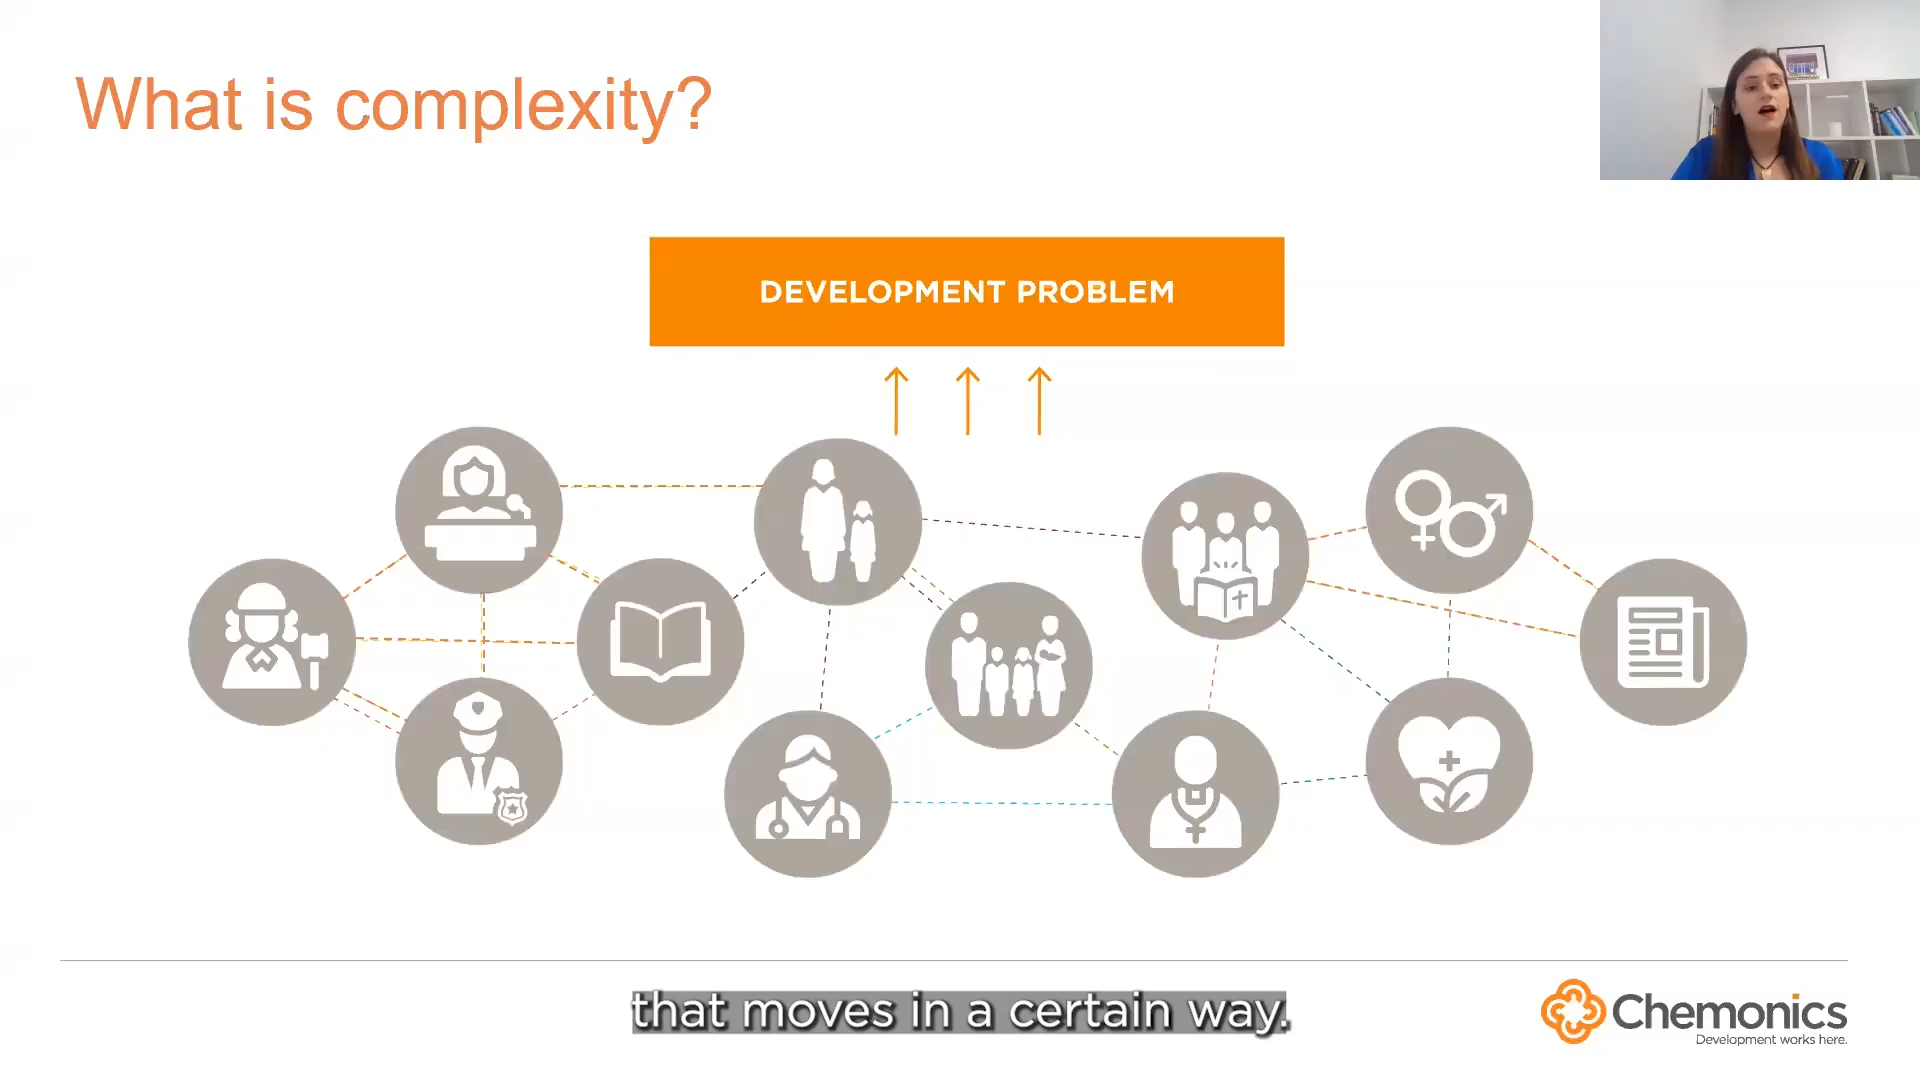 What is complexity?
DEVELOPMENT PROBLEM
that moves in a certain way.
Chemonics
Development works here.